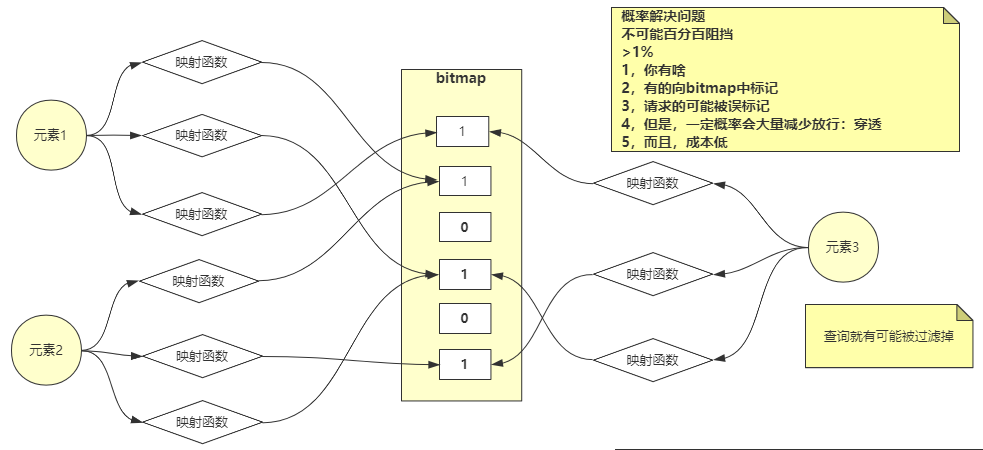 概率解决问题
不可能百分百阻挡
>1%
1，你有啥
2，有的向bitmap中标记
3，请求的可能被误标记
4，但是，一定概率会大量减少放行：穿透
5，而且，成本低
bitmap
映射函数
映射函数
映射函数
元素1
映射函数
映射函数
映射函数
元素2
1
1
0
1
0
1
映射函数
映射函数
映射函数
元素3
查询就有可能被过滤掉